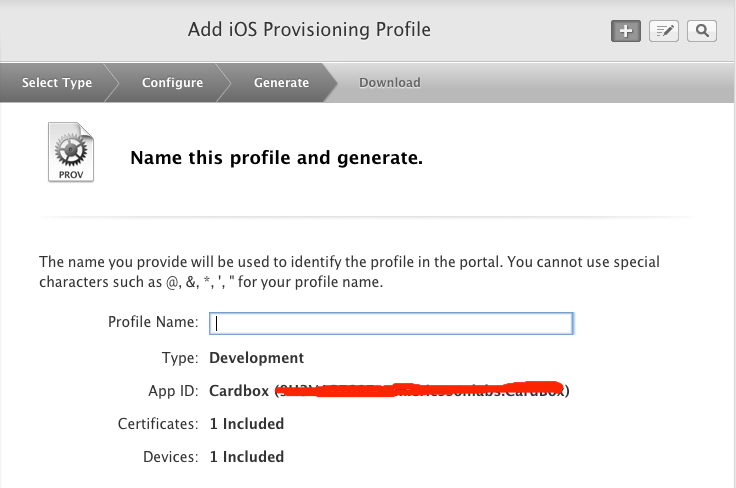 Add iOS Provisioning Profile
Select Type Configure Generate Download
PROV
Name this profile and generate.
The name you provide will be used to identify the profile in the portal. You cannot use special
characters such as @, &, *, ', " for your profile name.
Profile Name:
Type: Development
App ID: Cardbox (
Certificates: 1 Included
Devices: 1 Included